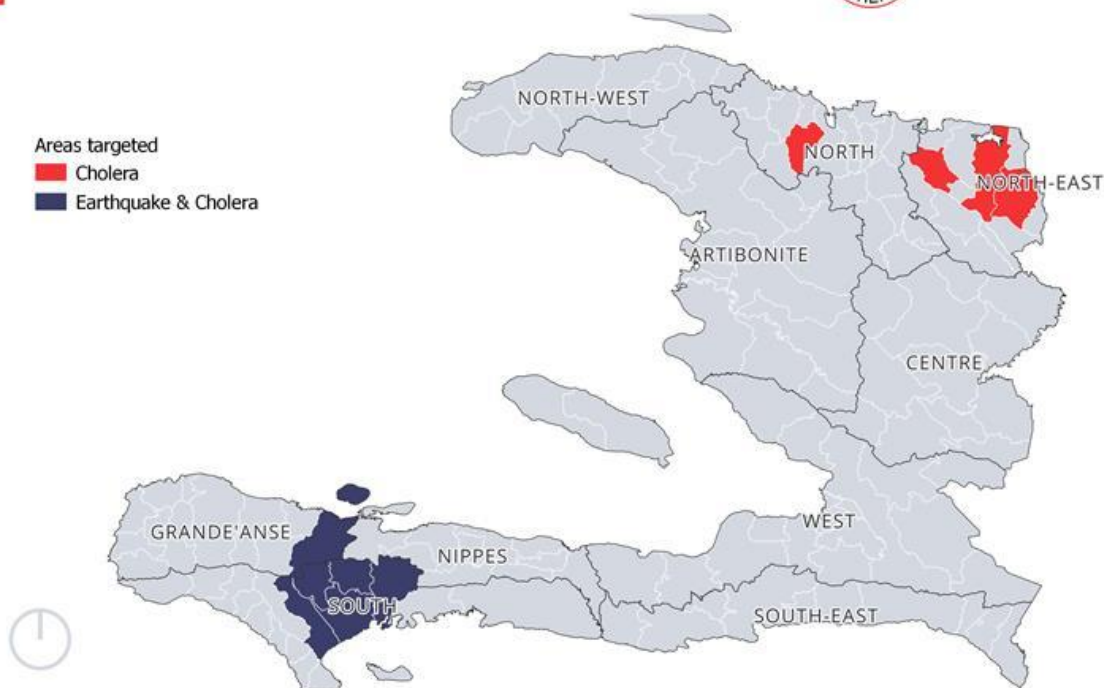 NORTH-WEST
Areas targeted
Cholera
Earthquake & Cholera
NORTH
NORTH-EAST
ARTIBONITE
CENTRE
GRANDE'ANSE
WEST
NIPPES
SOUTH
SOUTH-EAST